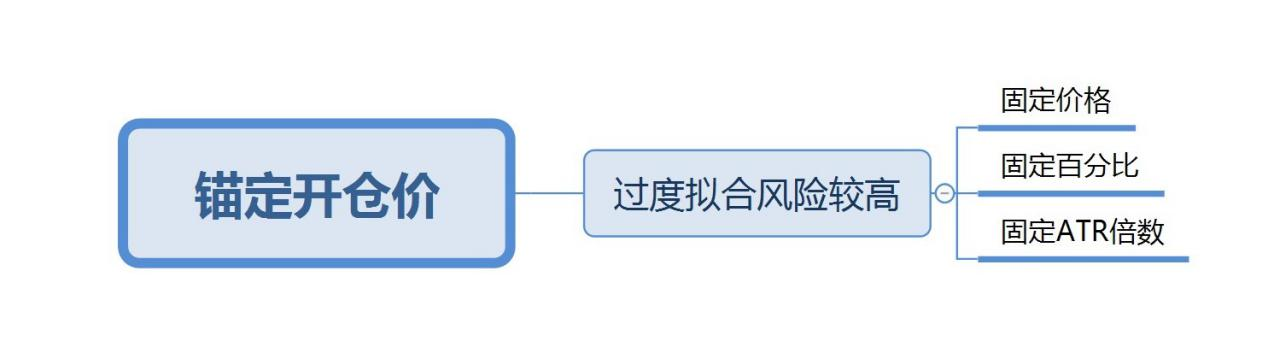 锚定开仓价
过度拟合风险较高
固定价格
固定百分比
固定ATR倍数